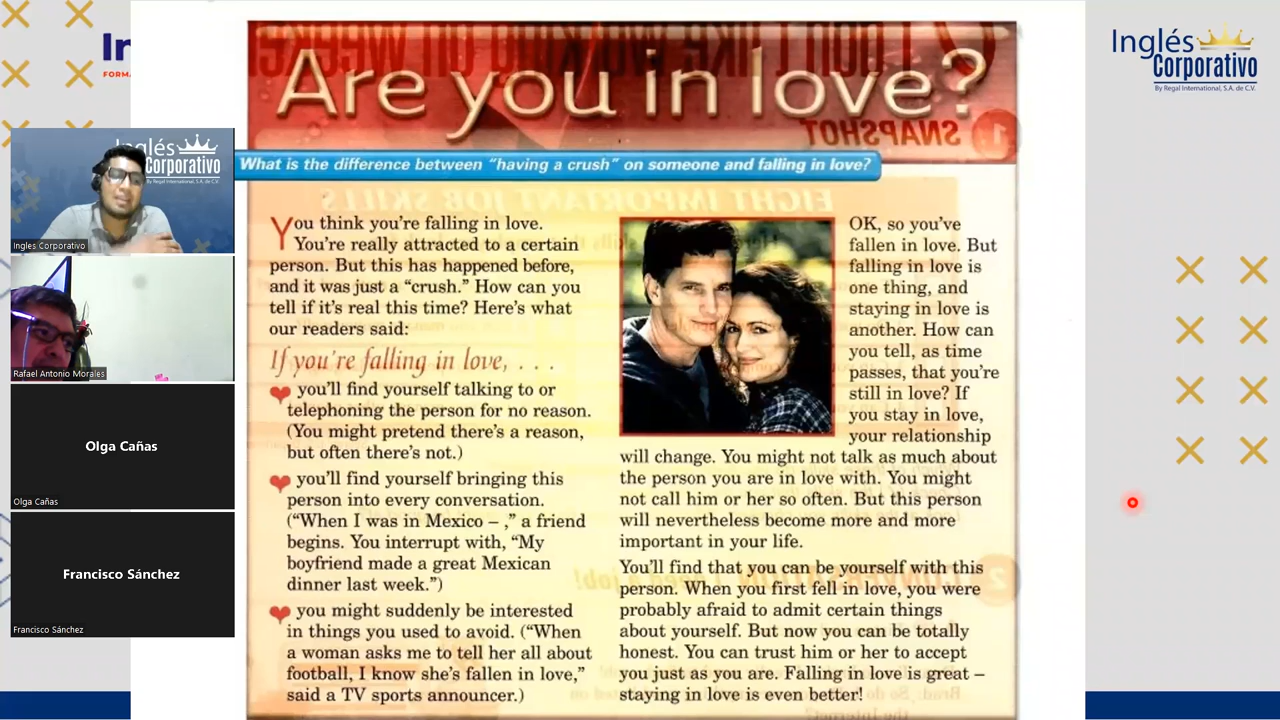 Are you in love?
What is the difference between "having a crush" on someone and falling in love?
You think you're falling in love.
You're really attracted to a certain
person. But this has happened before,
and it was just a "crush." How can you
tell if it's real this time? Here's what
our readers said:
If you're falling in love, . . .
you'll find yourself talking to or
telephoning the person for no reason.
(You might pretend there's a reason,
but often there's not.)
you'll find yourself bringing this
person into every conversation.
("When I was in Mexico – ," a friend
begins. You interrupt with, "My
boyfriend made a great Mexican
dinner last week.")
you might suddenly be interested
in things you used to avoid. ("When
a woman asks me to tell her all about
football, I know she's fallen in love,"
said a TV sports announcer.)
OK, so you've
fallen in love. But
falling in love is
one thing, and
staying in love is
another. How can
you tell, as time
passes, that you're
still in love? If
you stay in love,
your relationship
will change. You might not talk as much about
the person you are in love with. You might
not call him or her so often. But this person
will nevertheless become more and more
important in your life.
You'll find that you can be yourself with this
person. When you first fell in love, you were
probably afraid to admit certain things
about yourself. But now you can be totally
honest. You can trust him or her to accept
you just as you are. Falling in love is great –
staying in love is even better!
SNAPSHOT
EIGHT IMPORTANT JOB SKILLS
Inglés
Corporativo
By Regal International, S.A. de C.V.
Ingles Corporativo
Rafael Antonio Morales
Olga Cañas
Olga Cañas
Francisco Sánchez
Francisco Sánchez